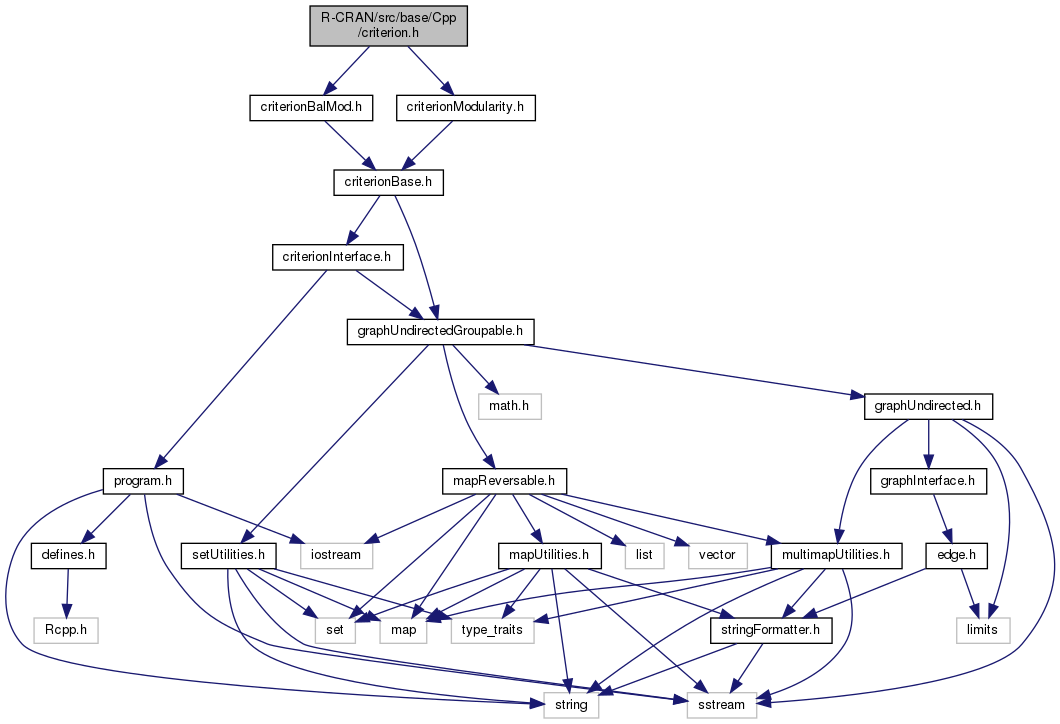 R-CRAN/src/base/Cpp
/criterion.h
criterionBalMod.h
criterionModularity.h
criterionBase.h
criterionInterface.h
graphUndirectedGroupable.h
math.h
graphUndirected.h
program.h
mapReversable.h
graphInterface.h
defines.h
setUtilities.h
iostream
mapUtilities.h
list
vector
multimapUtilities.h
edge.h
Rcpp.h
set
map
type_traits
stringFormatter.h
limits
string
sstream